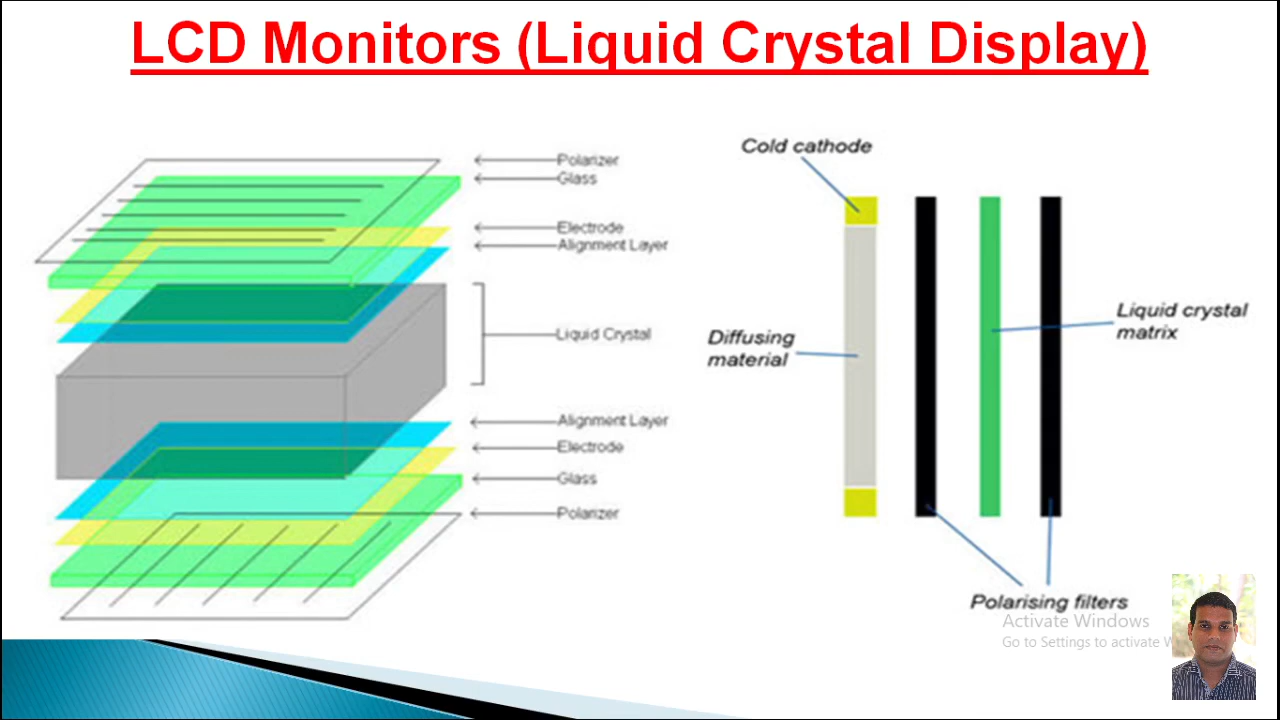 LCD Monitors (Liquid Crystal Display)
Polarizer
Glass
Electrode
Alignment Layer
Liquid Crystal
Alignment Layer
Electrode
Glass
Polarizer
Cold cathode
Diffusing
material
Liquid crystal
matrix
Polarising filters
Activate Windows
Go to Settings to activate